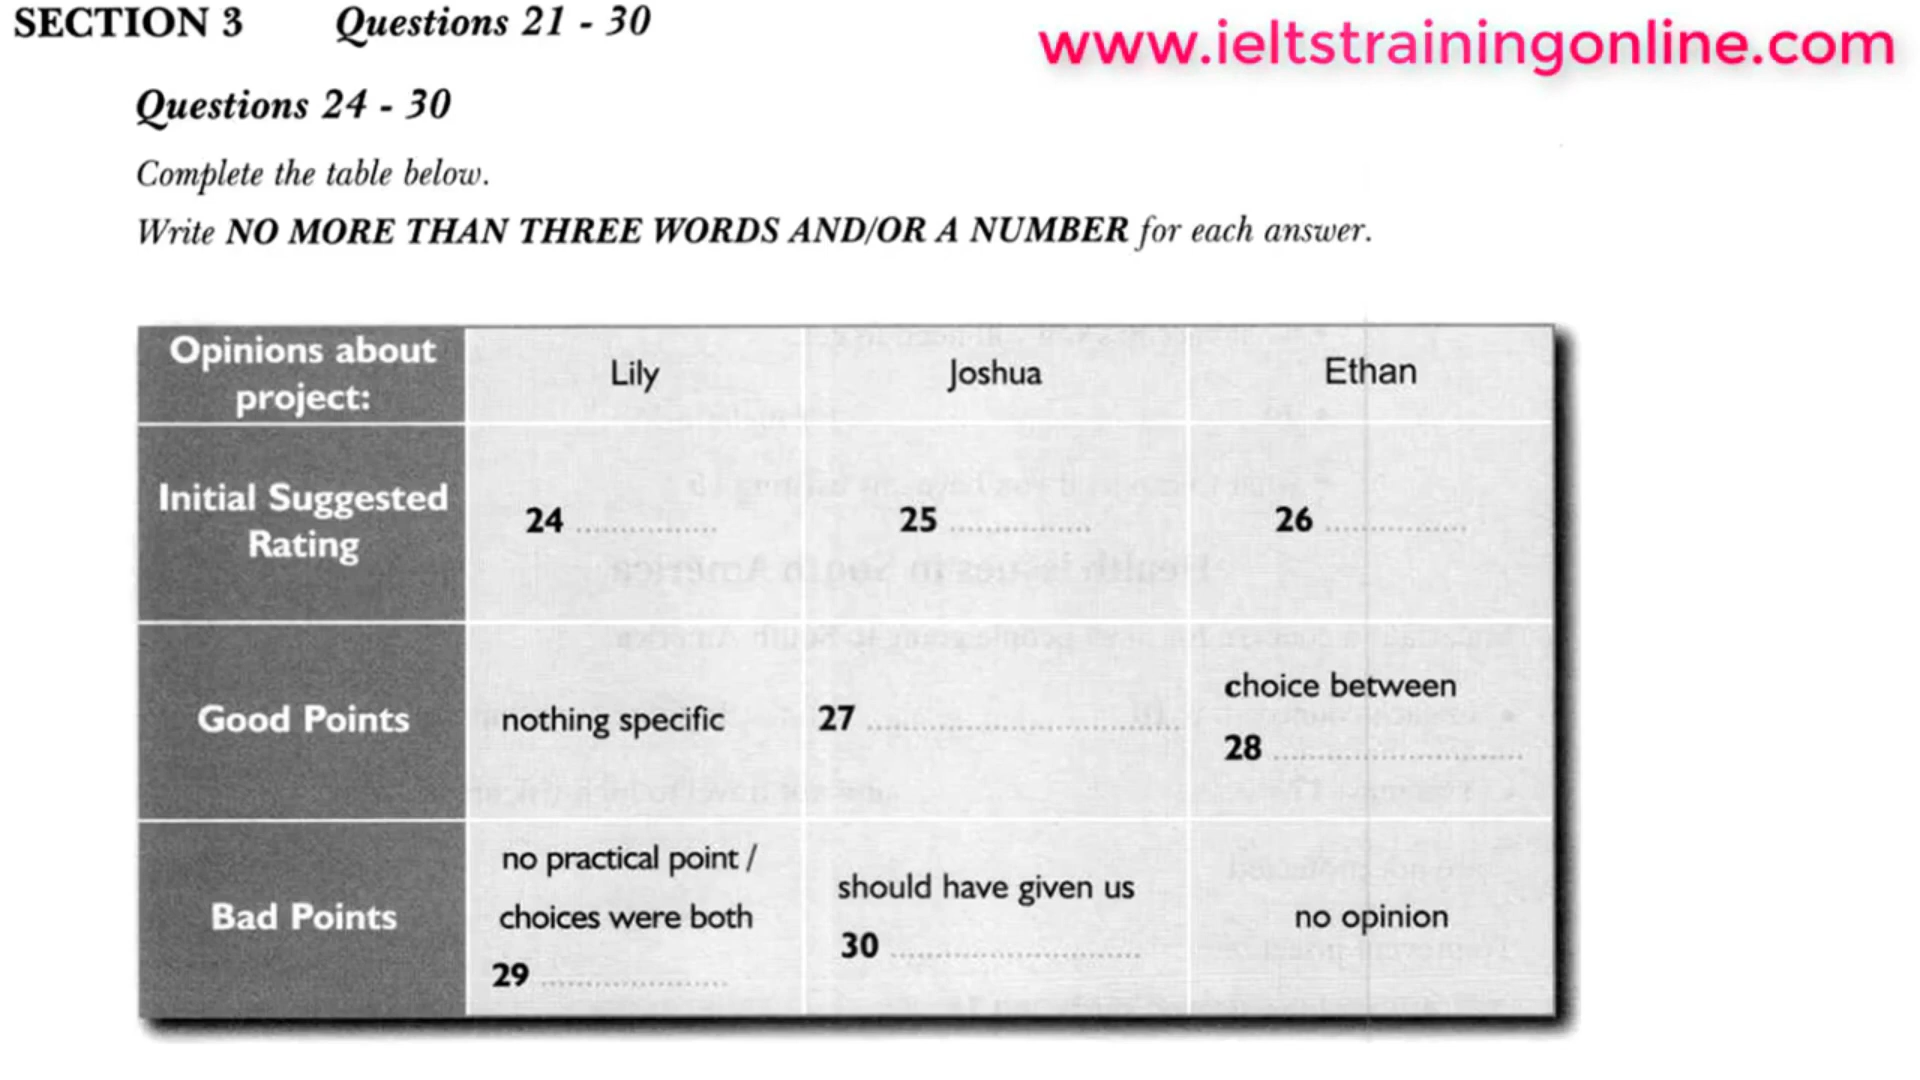 SECTION 3 Questions 21 - 30
www.ieltstrainingonline.com
Questions 24 - 30
Complete the table below.
Write NO MORE THAN THREE WORDS AND/OR A NUMBER for each answer.
Opinions about project:
Lily
Joshua
Ethan
Initial Suggested Rating
24 ................
25 ................
26 ................
Good Points
nothing specific
27 ................................
choice between
28 ............................
Bad Points
no practical point /
choices were both
29 .....................
should have given us
30 ............................
no opinion